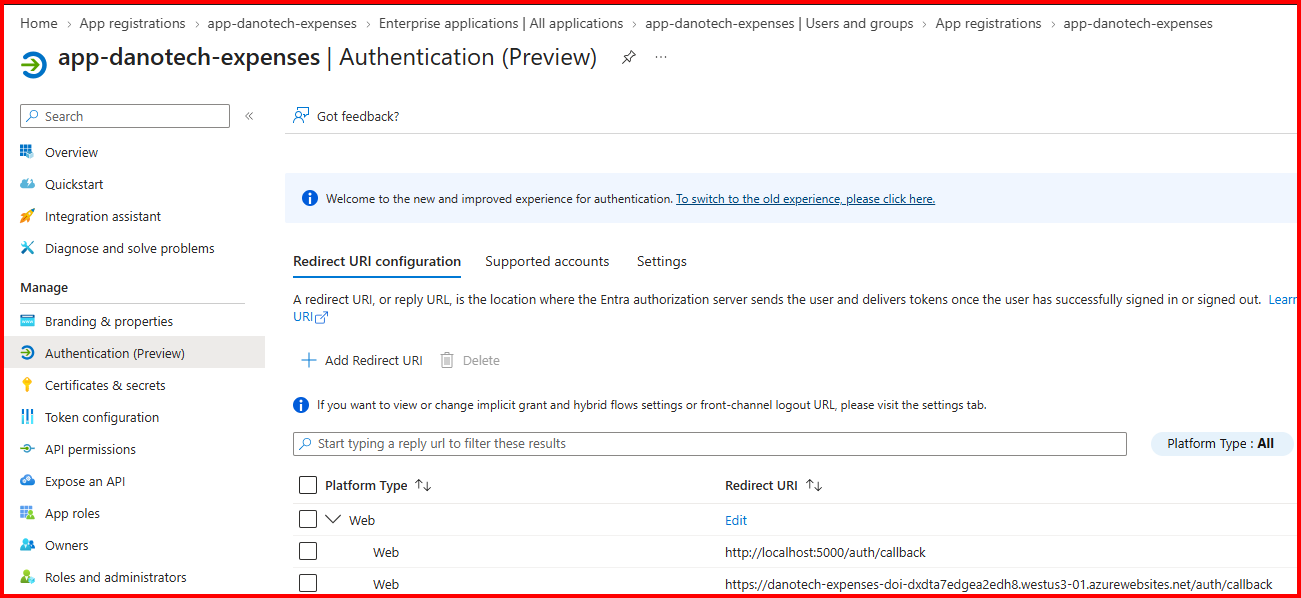 Home > App registrations > app-danotech-expenses > Enterprise applications | All applications > app-danotech-expenses | Users and groups > App registrations > app-danotech-expenses
app-danotech-expenses | Authentication (Preview)
Search
Got feedback?
Overview
Quickstart
Integration assistant
Diagnose and solve problems
Manage
Branding & properties
Authentication (Preview)
Certificates & secrets
Token configuration
API permissions
Expose an API
App roles
Owners
Roles and administrators
Welcome to the new and improved experience for authentication. To switch to the old experience, please click here.
Redirect URI configuration Supported accounts Settings
A redirect URI, or reply URL, is the location where the Entra authorization server sends the user and delivers tokens once the user has successfully signed in or signed out. Learn
URI
Add Redirect URI Delete
If you want to view or change implicit grant and hybrid flows settings or front-channel logout URL, please visit the settings tab.
Start typing a reply url to filter these results
Platform Type : All
Platform Type Redirect URI
Web Edit
Web http://localhost:5000/auth/callback
Web https://danotech-expenses-doi-dxdta7edgea2edh8.westus3-01.azurewebsites.net/auth/callback